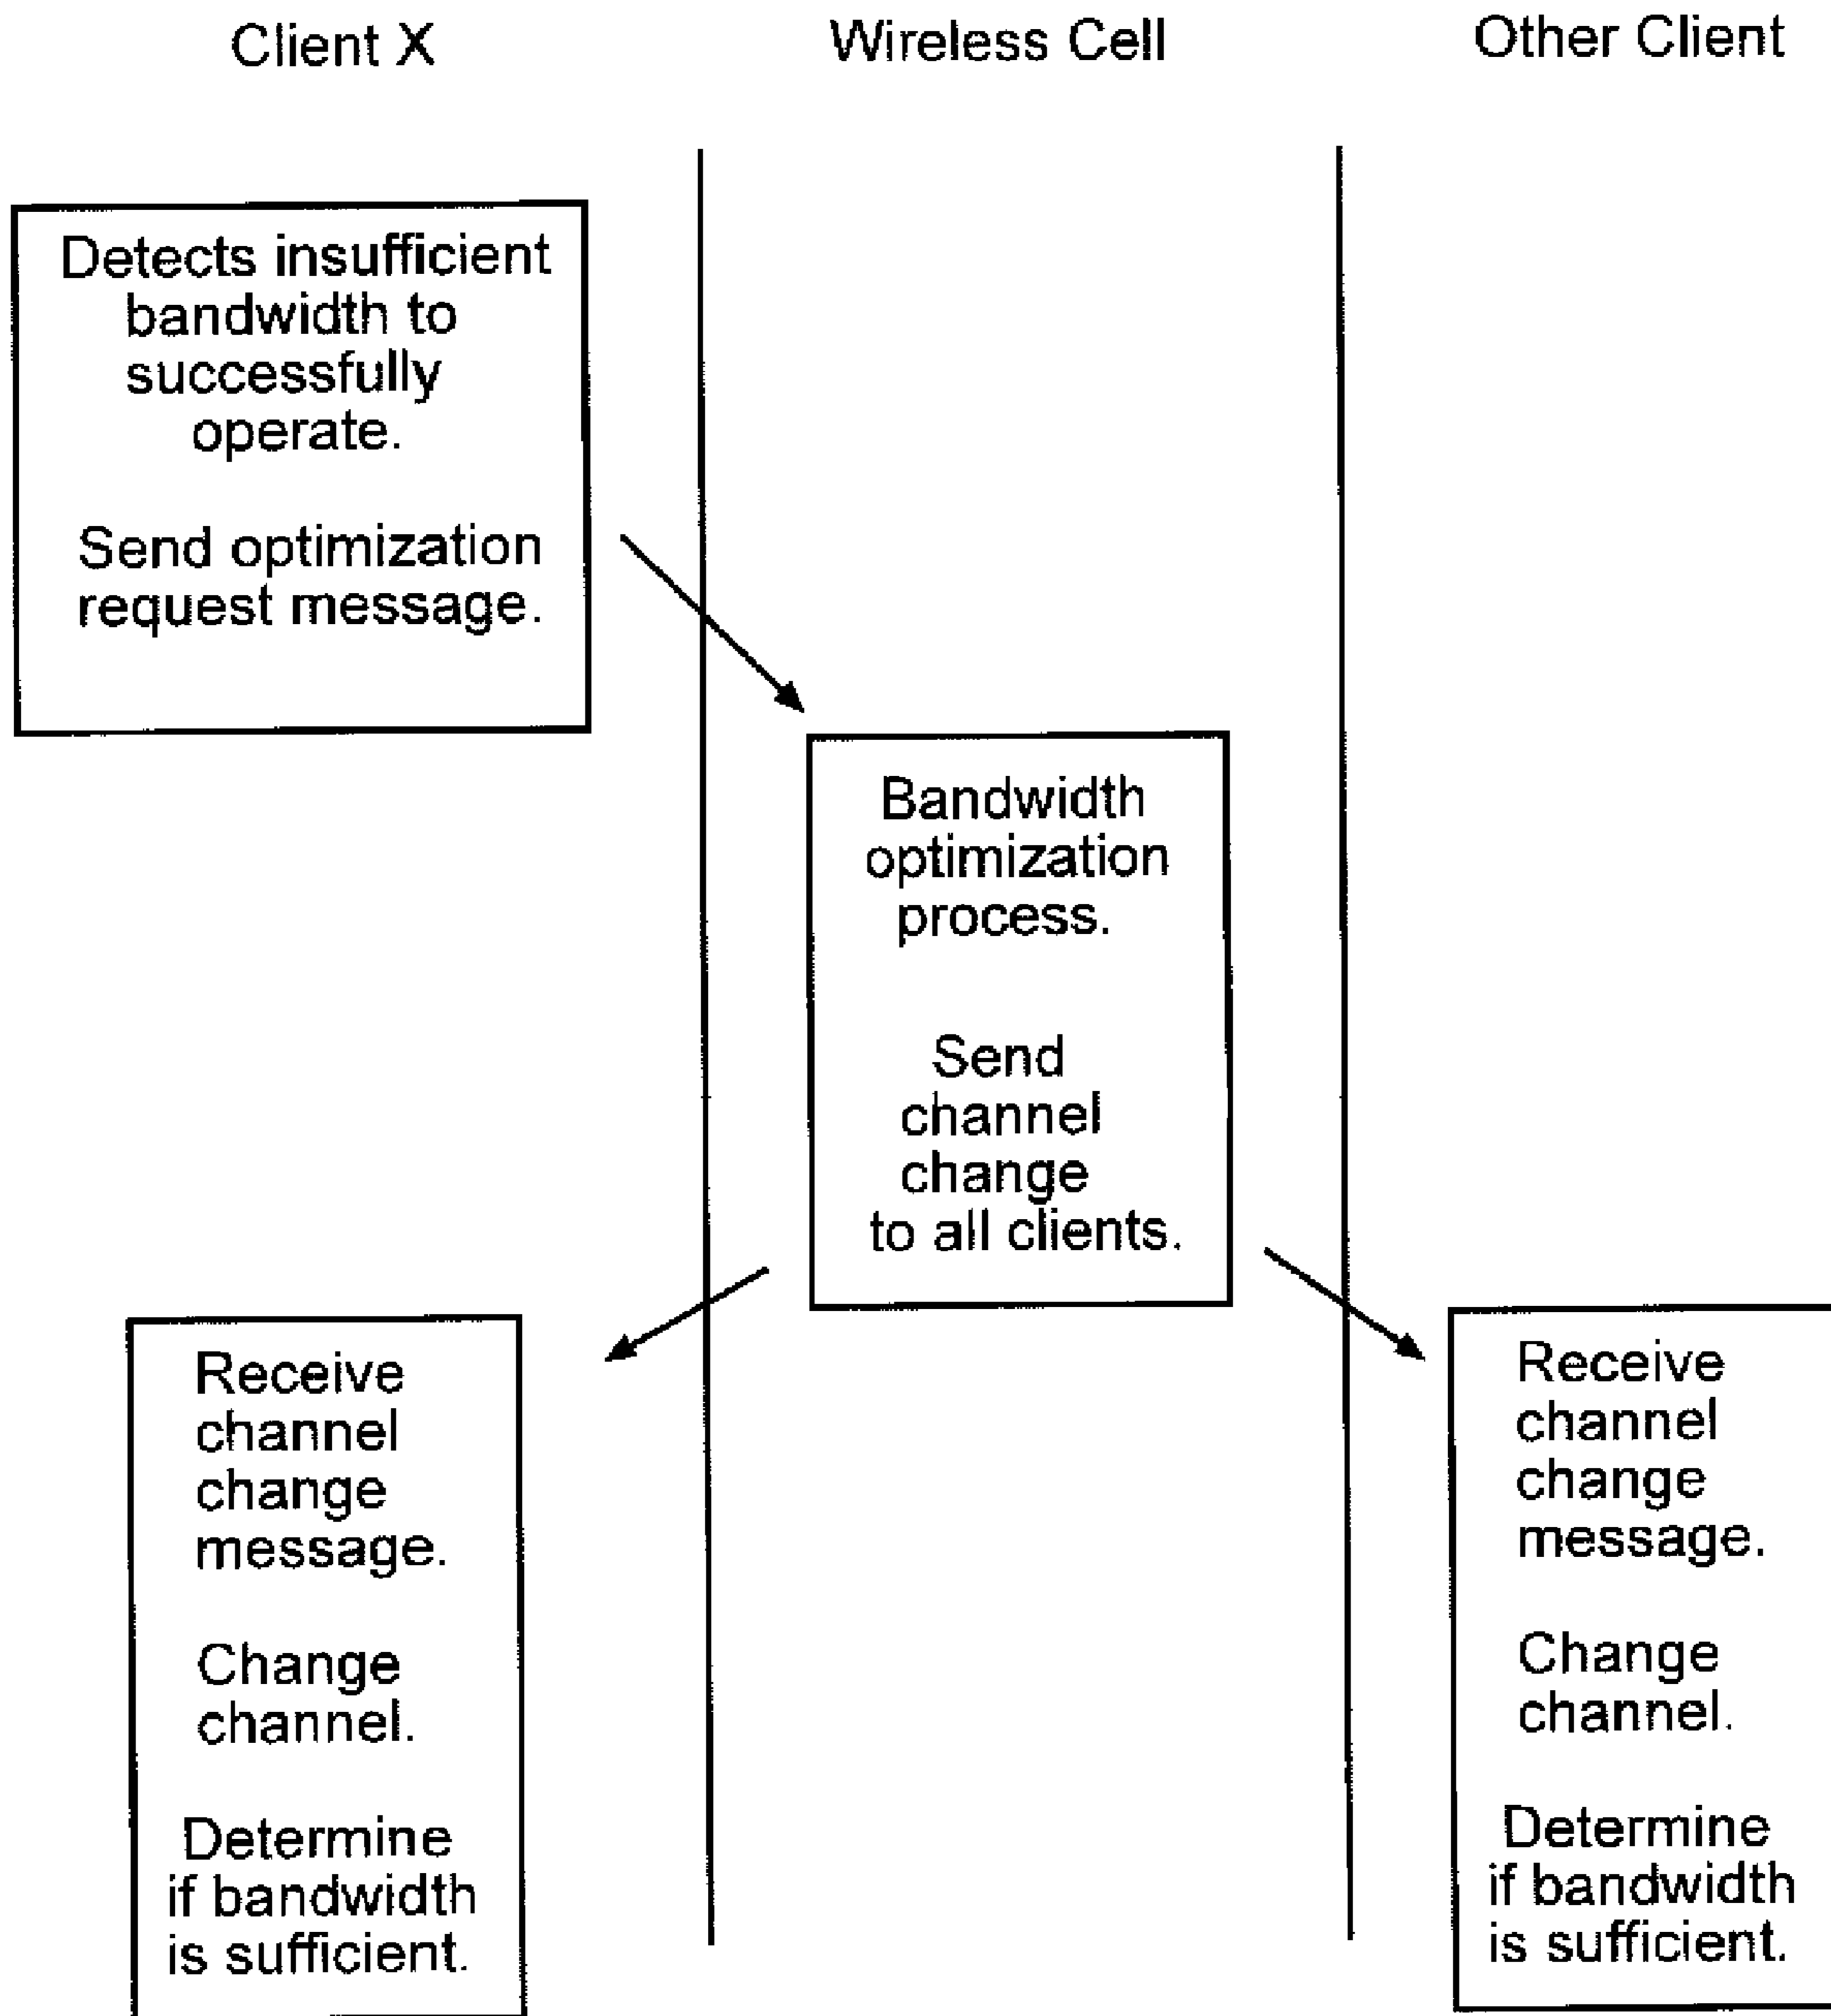 Client X
Wireless Cell
Other Client
Detects insufficient
bandwidth to
successfully
operate.
Send optimization
request message.
Bandwidth
optimization
process.
Send
channel
change
to all clients.
Receive
channel
change
message.
Change
channel.
Determine
if bandwidth
is sufficient.
Receive
channel
change
message.
Change
channel.
Determine
if bandwidth
is sufficient.